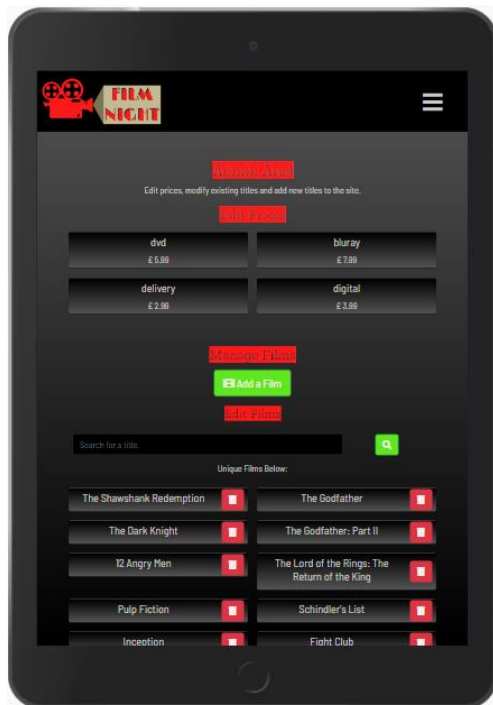 FILM
NIGHT
Admin Area
Edit prices, modify existing titles and add new titles to the site.
Edit Prices
dvd
£ 5.99
bluray
£ 7.99
delivery
£ 2.99
digital
£ 3.99
Manage Films
Add a Film
Edit Films
Search for a title.
Unique Films Below:
The Shawshank Redemption
The Godfather
The Dark Knight
The Godfather: Part II
12 Angry Men
The Lord of the Rings: The
Return of the King
Pulp Fiction
Schindler's List
Inception
Fight Club